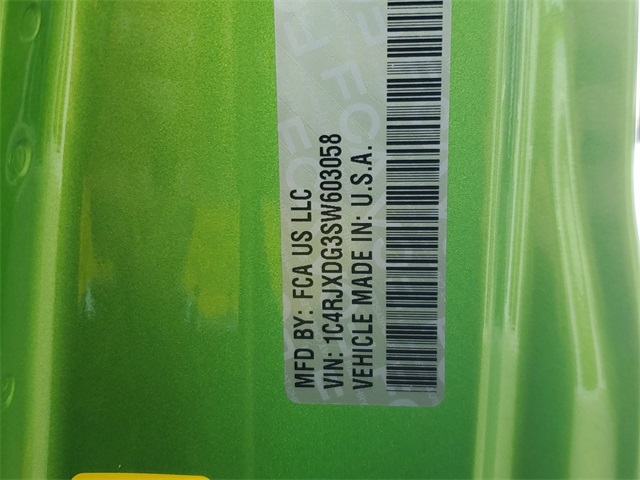 MFD BY: FCA US LLC
VIN: 1C4RJXDG3SW603058
VEHICLE MADE IN: U.S.A.